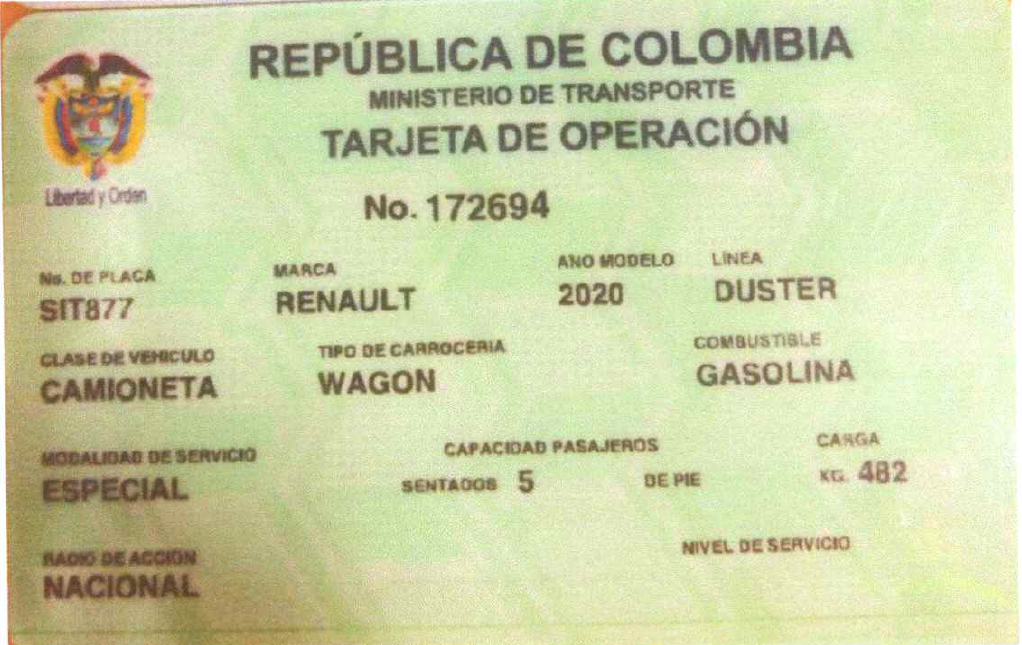 REPÚBLICA DE COLOMBIA
MINISTERIO DE TRANSPORTE
TARJETA DE OPERACIÓN
Libertad y Orden
No. 172694
No. DE PLACA MARCA ANO MODELO LINEA
SIT877 RENAULT 2020 DUSTER
CLASE DE VEHICULO TIPO DE CARROCERIA COMBUSTIBLE
CAMIONETA WAGON GASOLINA
MODALIDAD DE SERVICIO CAPACIDAD PASAJEROS CARGA
ESPECIAL SENTADOS 5 DE PIE KG. 482
RADIO DE ACCIÓN NIVEL DE SERVICIO
NACIONAL